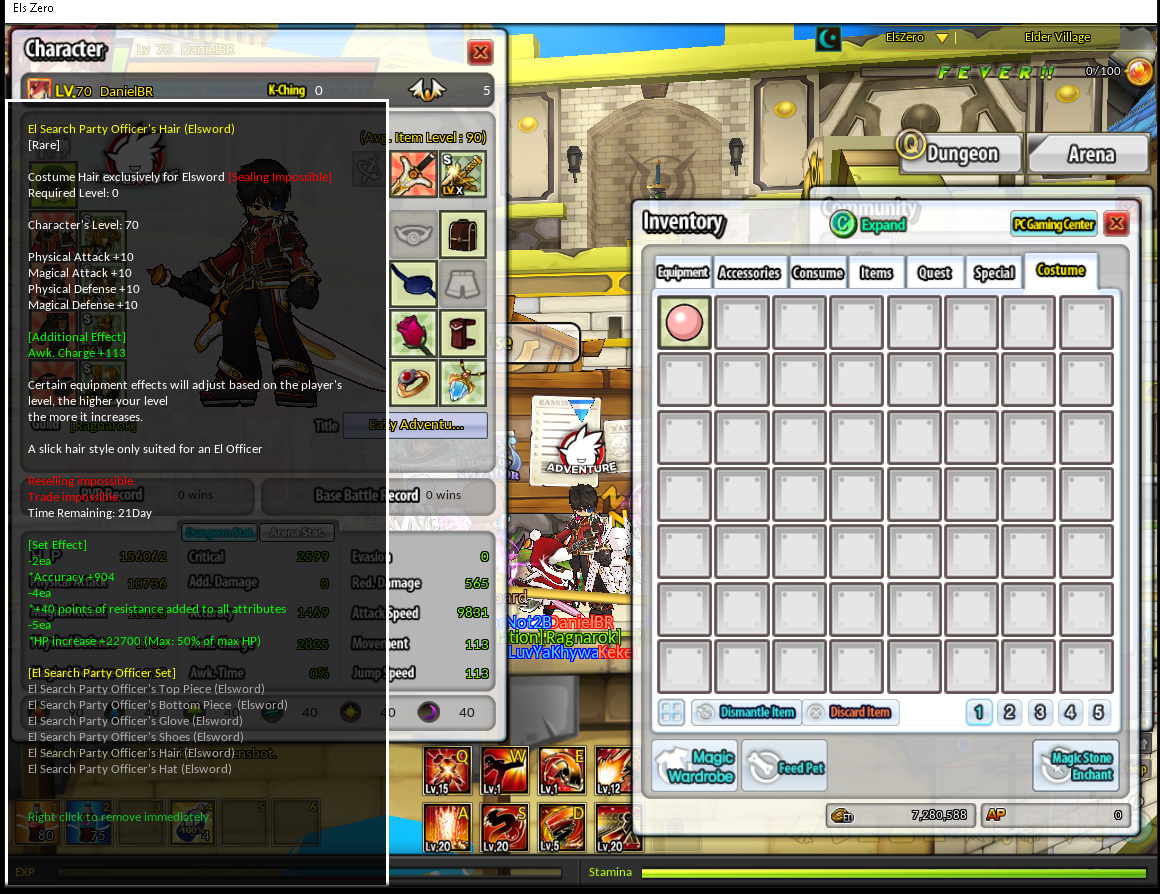 Els Zero
Character
Lv 70 DanielBR
LV.70 DanielBR
K-Ching 0
5
El Search Party Officer's Hair (Elsword)
[Rare]
Costume Hair exclusively for Elsword [Sealing Impossible]
Required Level: 0
Character's Level: 70
Physical Attack +10
Magical Attack +10
Physical Defense +10
Magical Defense +10
[Additional Effect]
Awk. Charge +113
Certain equipment effects will adjust based on the player's
level, the higher your level
the more it increases.
A slick hair style only suited for an El Officer
Reselling impossible.
Trade impossible.
Time Remaining: 21Day
[Set Effect]
-2ea
*Accuracy +904
-4ea
*+40 points of resistance added to all attributes
-5ea
*HP increase +22700 (Max: 50% of max HP)
[El Search Party Officer Set]
El Search Party Officer's Top Piece (Elsword)
El Search Party Officer's Bottom Piece (Elsword)
El Search Party Officer's Glove (Elsword)
El Search Party Officer's Shoes (Elsword)
El Search Party Officer's Hair (Elsword)
El Search Party Officer's Hat (Elsword)
Right click to remove immediately.
(Avg. Item Level : 90)
S
LV.X
Guild [Ragnarok]
Title
Record 0 wins
Base Battle Record 0 wins
Dungeon Stat. Arena Stat.
156062 Critical 2599 Evasion 0
10736 Add. Damage 0 Red. Damage 565
1469 Attack Speed 9831
2825 Movement 113
Awk. Time 0% Jump Speed 113
40 40 40
80 75 4
EXP
Stamina
ElsZero
Elder Village
FEVER!!
0/100
Q Dungeon
Arena
Community
Inventory
Expand
PC Gaming Center
Equipment Accessories Consume Items Quest Special Costume
Dismantle Item
Discard Item
1 2 3 4 5
Magic Wardrobe
Feed Pet
Magic Stone Enchant
ED 7,280,588
AP 0
ADVENTURE
DanielBR
Ragnarok]
LuvYaKhywa
Keke
Q W E
Lv.15 Lv.1 Lv.1 Lv.12
A S D
Lv.20 Lv.20 Lv.5 Lv.20